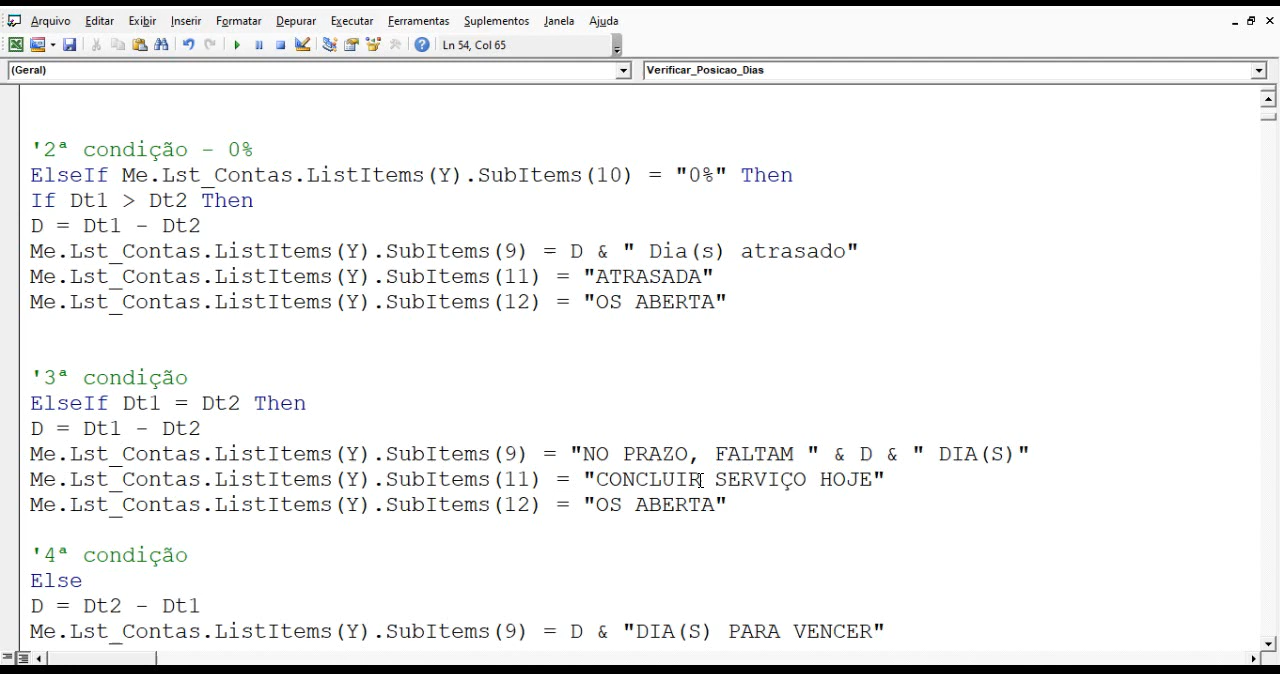 Arquivo Editar Exibir Inserir Formatar Depurar Executar Ferramentas Suplementos Janela Ajuda
Ln 54, Col 65
(Geral) Verificar_Posicao_Dias
'2ª condição - 0%
ElseIf Me.Lst_Contas.ListItems(Y).SubItems(10) = "0%" Then
If Dt1 > Dt2 Then
D = Dt1 - Dt2
Me.Lst_Contas.ListItems(Y).SubItems(9) = D & " Dia(s) atrasado"
Me.Lst_Contas.ListItems(Y).SubItems(11) = "ATRASADA"
Me.Lst_Contas.ListItems(Y).SubItems(12) = "OS ABERTA"
'3ª condição
ElseIf Dt1 = Dt2 Then
D = Dt1 - Dt2
Me.Lst_Contas.ListItems(Y).SubItems(9) = "NO PRAZO, FALTAM " & D & " DIA(S)"
Me.Lst_Contas.ListItems(Y).SubItems(11) = "CONCLUIR SERVIÇO HOJE"
Me.Lst_Contas.ListItems(Y).SubItems(12) = "OS ABERTA"
'4ª condição
Else
D = Dt2 - Dt1
Me.Lst_Contas.ListItems(Y).SubItems(9) = D & "DIA(S) PARA VENCER"